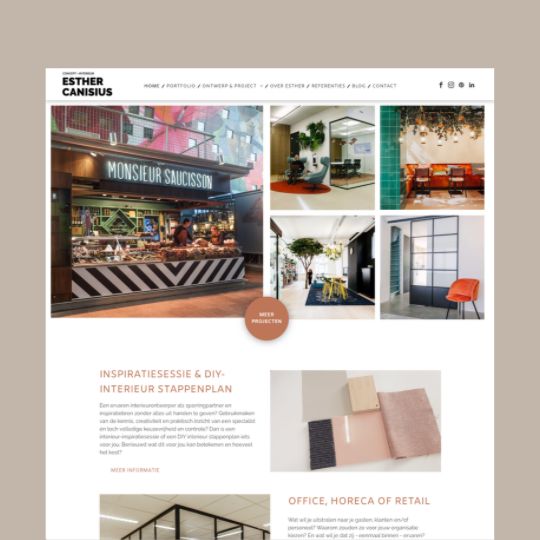 CONCEPT + INTERIEUR
ESTHER
CANISIUS
HOME / PORTFOLIO / ONTWERP & PROJECT / OVER ESTHER / REFERENTIES / BLOG / CONTACT
MONSIEUR SAUCISSON
MEER
PROJECTEN
INSPIRATIESESSIE & DIY-
INTERIEUR STAPPENPLAN
Een ervaren interieurontwerper als sparringpartner en
inspiratiebron zonder alles uit handen te geven? Gebruikmaken
van de kennis, creativiteit en praktisch inzicht van een specialist
en toch volledige keuzevrijheid en controle? Dan is een
interieur-inspiratiesessie of een DIY interieur stappenplan iets
voor jou. Benieuwd wat dit voor jou kan betekenen en hoeveel
het kost?
MEER INFORMATIE
OFFICE, HORECA OF RETAIL
Wat wil je uitstralen naar je gasten, klanten en/of
personeel? Waarom zouden ze voor jouw organisatie
kiezen? En wat wil je dat zij - eenmaal binnen - ervaren?